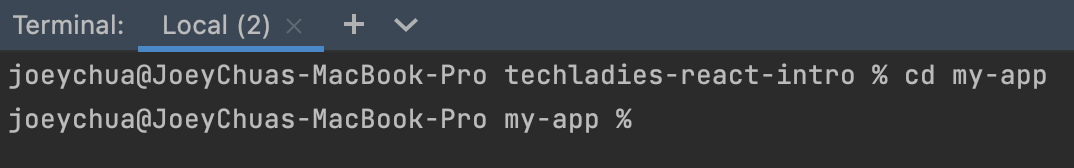 Terminal: Local (2) × + ⌄
joeychua@JoeyChuas-MacBook-Pro techladies-react-intro % cd my-app
joeychua@JoeyChuas-MacBook-Pro my-app %